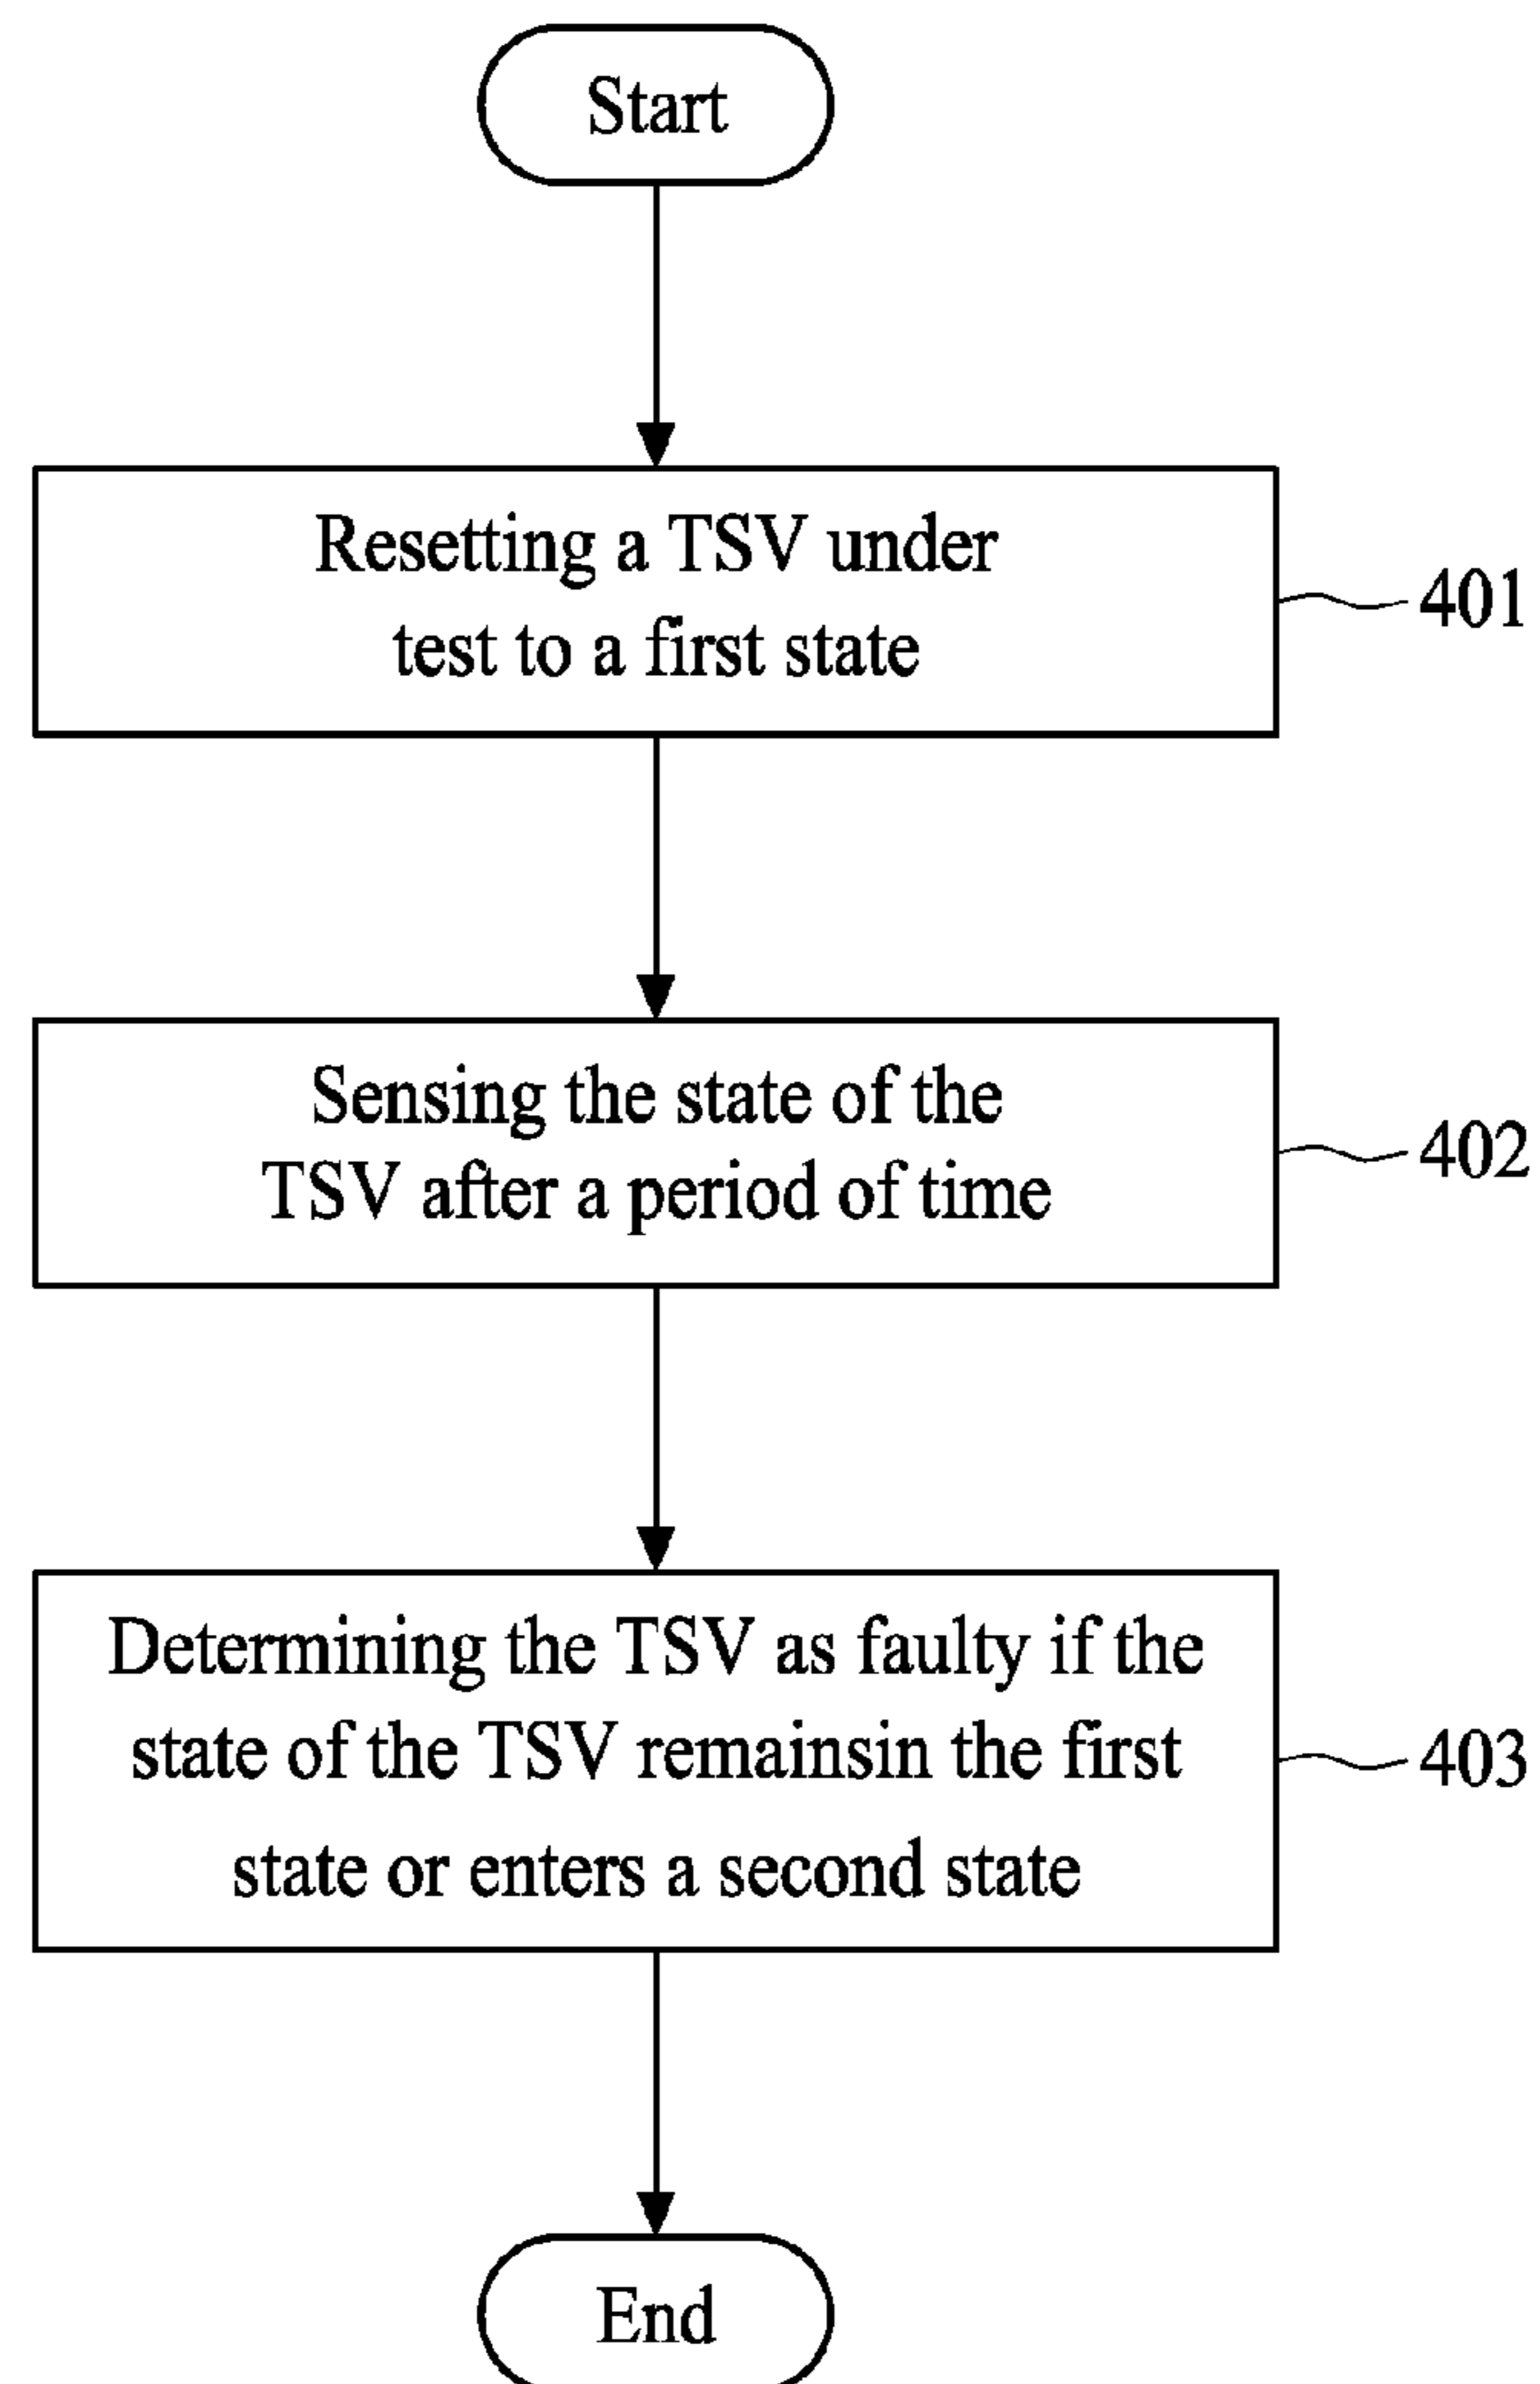 Start
Resetting a TSV under
test to a first state
401
Sensing the state of the
TSV after a period of time
402
Determining the TSV as faulty if the
state of the TSV remainsin the first
state or enters a second state
403
End